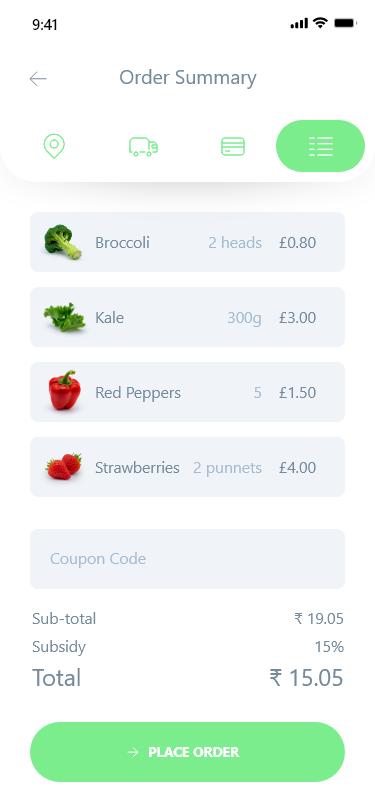 9:41
Order Summary
Broccoli 2 heads £0.80
Kale 300g £3.00
Red Peppers 5 £1.50
Strawberries 2 punnets £4.00
Coupon Code
Sub-total ₹ 19.05
Subsidy 15%
Total ₹ 15.05
PLACE ORDER